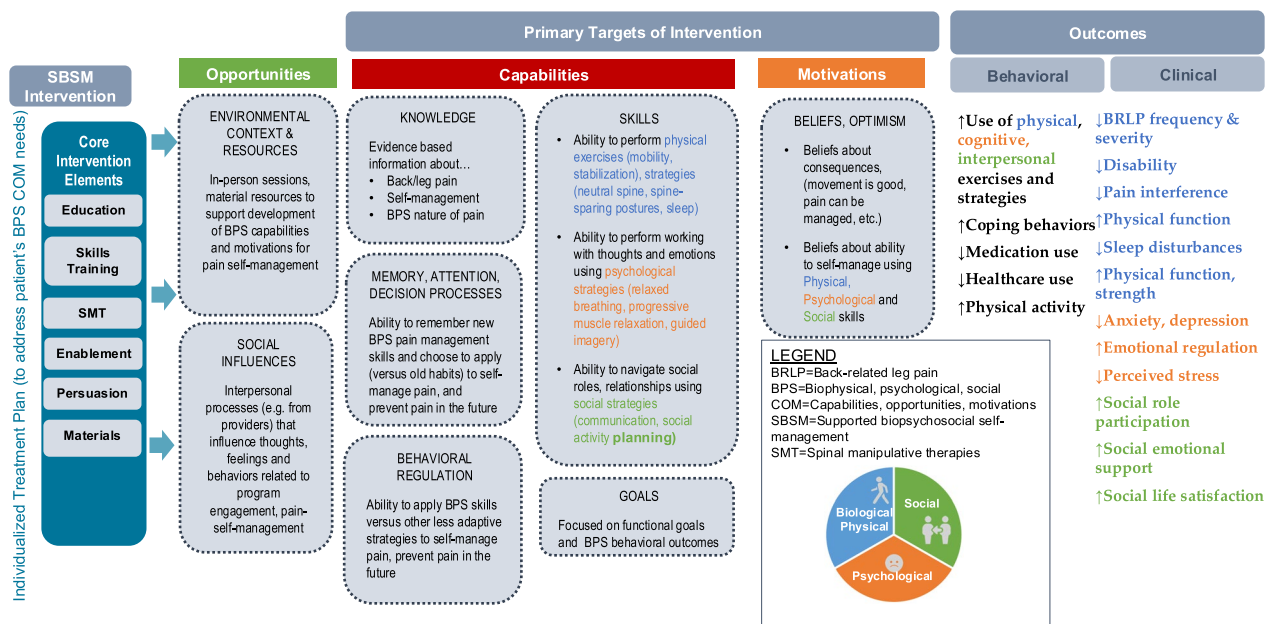 Primary Targets of Intervention
Outcomes
SBSM
Intervention
Opportunities
Capabilities
Motivations
Behavioral
Clinical
Individualized Treatment Plan (to address patient's BPS COM needs)
Core
Intervention
Elements
Education
Skills
Training
SMT
Enablement
Persuasion
Materials
ENVIRONMENTAL
CONTEXT &
RESOURCES
In-person sessions,
material resources to
support development
of BPS capabilities
and motivations for
pain self-management
SOCIAL
INFLUENCES
Interpersonal
processes (e.g. from
providers) that
influence thoughts,
feelings and
behaviors related to
program
engagement, pain-
self-management
KNOWLEDGE
Evidence based
information about…
• Back/leg pain
• Self-management
• BPS nature of pain
MEMORY, ATTENTION,
DECISION PROCESSES
Ability to remember new
BPS pain management
skills and choose to apply
(versus old habits) to self-
manage pain, and
prevent pain in the future
BEHAVIORAL
REGULATION
Ability to apply BPS skills
versus other less adaptive
strategies to self-manage
pain, prevent pain in the
future
SKILLS
• Ability to perform physical
exercises (mobility,
stabilization), strategies
(neutral spine, spine-
sparing postures, sleep)
• Ability to perform working
with thoughts and emotions
using psychological
strategies (relaxed
breathing, progressive
muscle relaxation, guided
imagery)
• Ability to navigate social
roles, relationships using
social strategies
(communication, social
activity planning)
GOALS
Focused on functional goals
and BPS behavioral outcomes
BELIEFS, OPTIMISM
• Beliefs about
consequences,
(movement is good,
pain can be
managed, etc.)
• Beliefs about ability
to self-manage using
Physical,
Psychological and
Social skills
↑Use of physical,
cognitive,
interpersonal
exercises and
strategies
↑Coping behaviors
↓Medication use
↓Healthcare use
↑Physical activity
↓BRLP frequency &
severity
↓Disability
↓Pain interference
↑Physical function
↓Sleep disturbances
↑Physical function,
strength
↓Anxiety, depression
↑Emotional regulation
↓Perceived stress
↑Social role
participation
↑Social emotional
support
↑Social life satisfaction
LEGEND
BRLP=Back-related leg pain
BPS=Biophysical, psychological, social
COM=Capabilities, opportunities, motivations
SBSM=Supported biopsychosocial self-
management
SMT=Spinal manipulative therapies
Biological
Physical
Social
Psychological